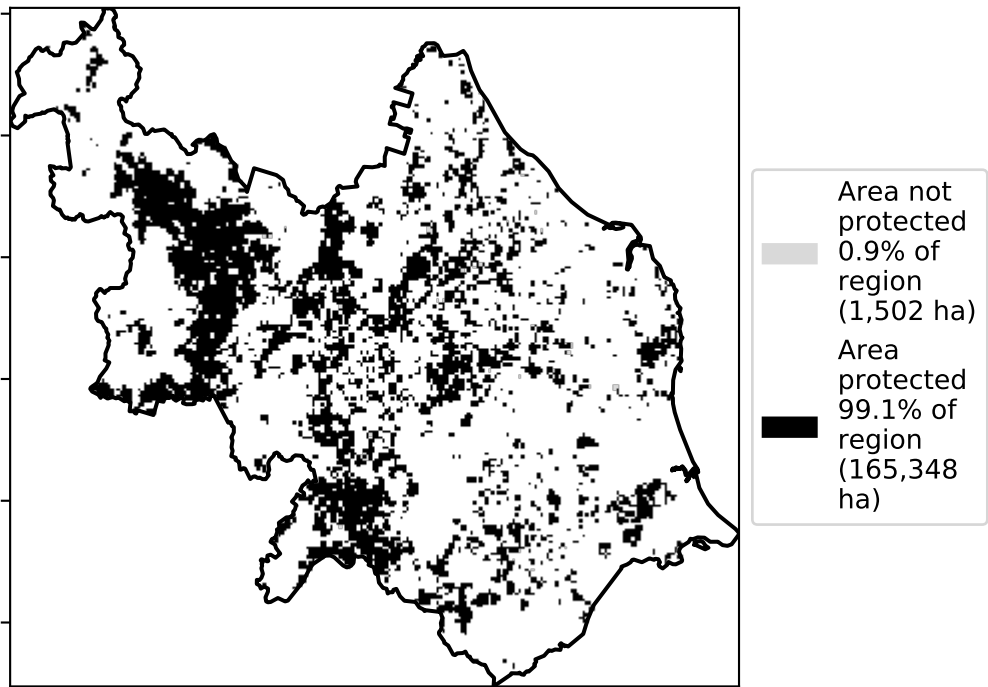 Area not
protected
0.9% of
region
(1,502 ha)
Area
protected
99.1% of
region
(165,348
ha)